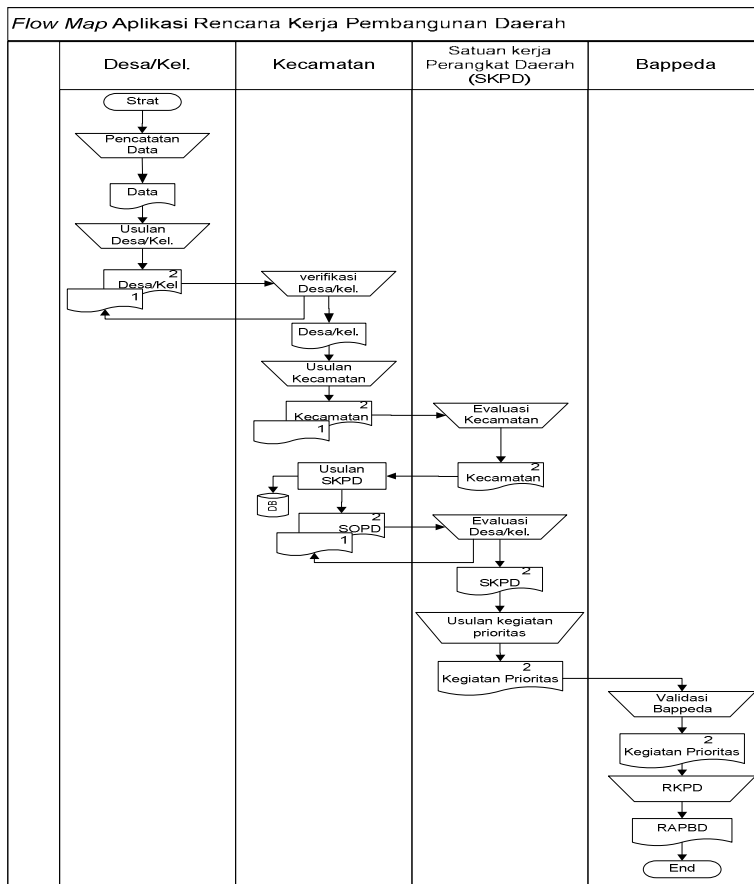 Flow Map Aplikasi Rencana Kerja Pembangunan Daerah
Desa/Kel.
Kecamatan
Satuan kerja
Perangkat Daerah
(SKPD)
Bappeda
Strat
Pencatatan
Data
Data
Usulan
Desa/Kel.
2
Desa/Kel
1
verifikasi
Desa/kel.
Desa/kel.
Usulan
Kecamatan
2
Kecamatan
1
Evaluasi
Kecamatan
2
Kecamatan
Usulan
SKPD
DB
2
SOPD
1
Evaluasi
Desa/kel.
2
SKPD
Usulan kegiatan
prioritas
2
Kegiatan Prioritas
Validasi
Bappeda
2
Kegiatan Prioritas
RKPD
RAPBD
End